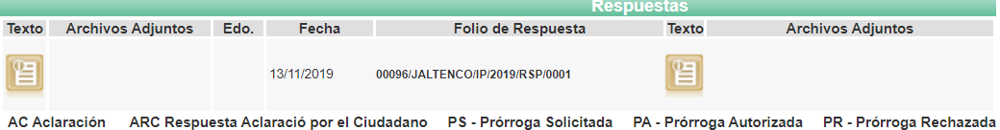 Respuestas
Texto Archivos Adjuntos Edo. Fecha Folio de Respuesta Texto Archivos Adjuntos
13/11/2019 00096/JALTENCO/IP/2019/RSP/0001
AC Aclaración ARC Respuesta Aclaració por el Ciudadano PS - Prórroga Solicitada PA - Prórroga Autorizada PR - Prórroga Rechazada